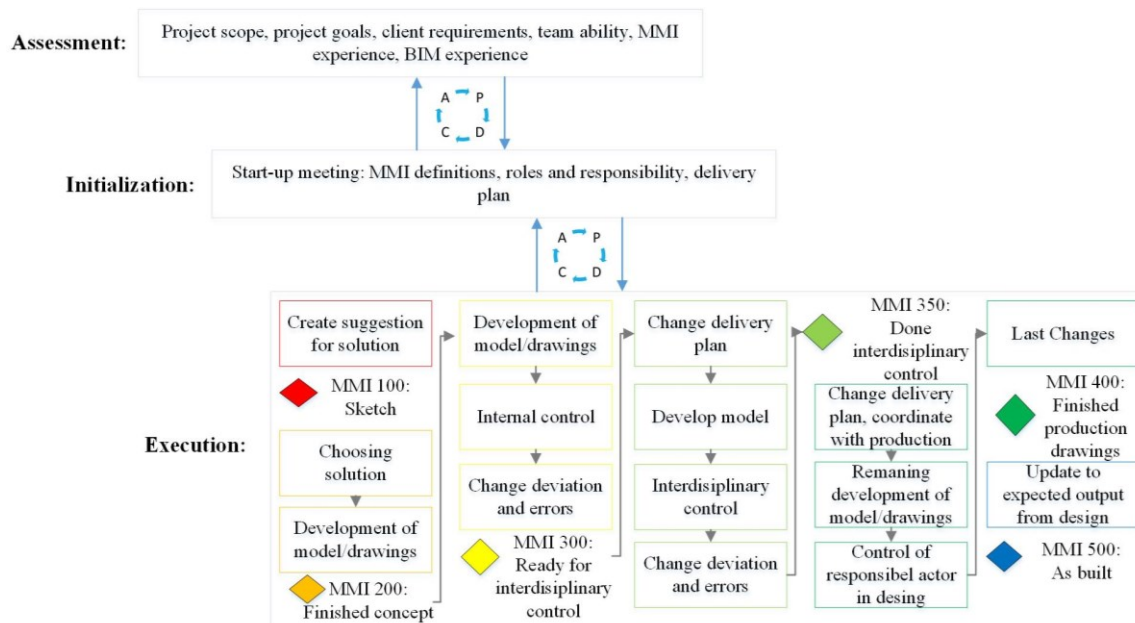 Assessment:
Project scope, project goals, client requirements, team ability, MMI
experience, BIM experience
A P
C D
Initialization:
Start-up meeting: MMI definitions, roles and responsibility, delivery
plan
A P
C D
Execution:
Create suggestion
for solution
MMI 100:
Sketch
Choosing
solution
Development of
model/drawings
MMI 200:
Finished concept
Development of
model/drawings
Internal control
Change deviation
and errors
MMI 300:
Ready for
interdisiplinary
control
Change delivery
plan
Develop model
Interdisiplinary
control
Change deviation
and errors
MMI 350:
Done
interdisiplinary
control
Change delivery
plan, coordinate
with production
Remaning
development of
model/drawings
Control of
responsibel actor
in desing
Last Changes
MMI 400:
Finished
production
drawings
Update to
expected output
from design
MMI 500:
As built